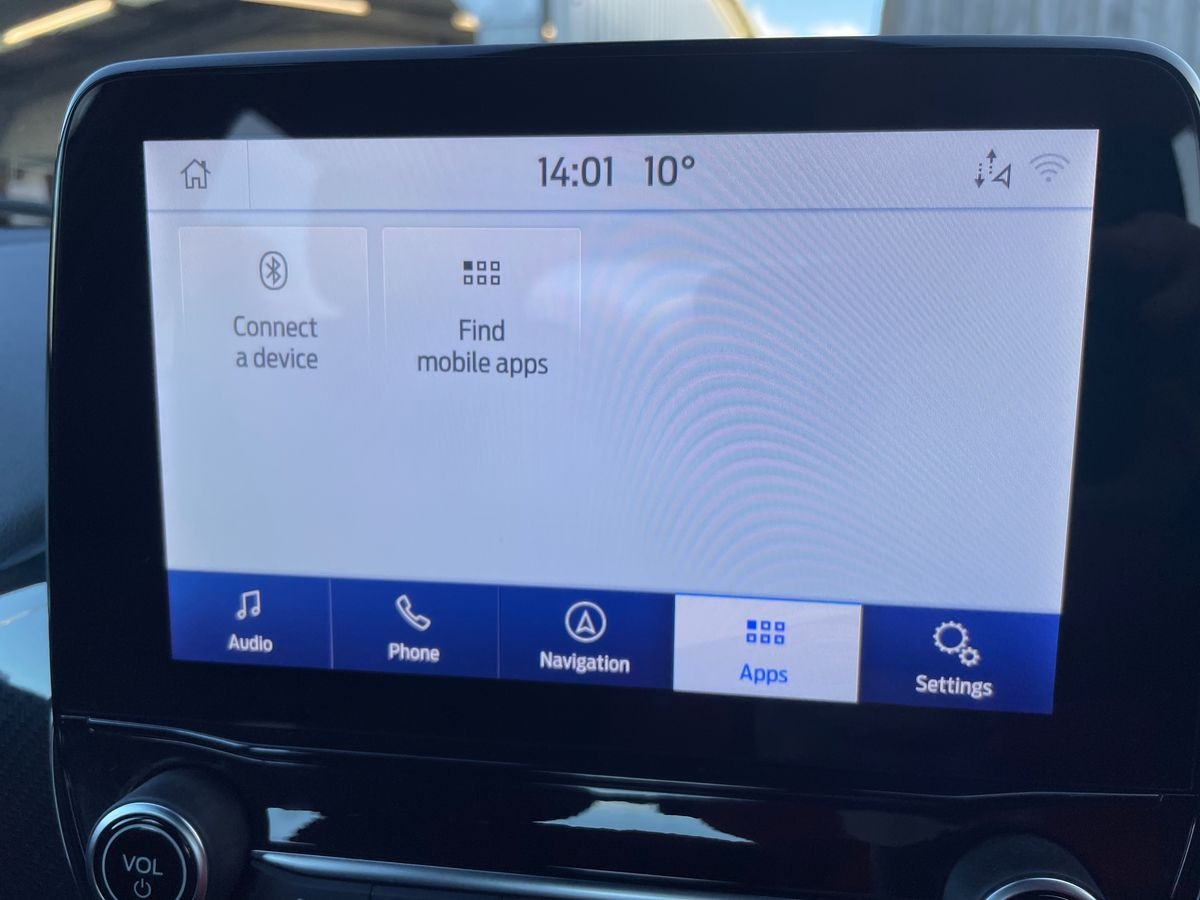 14:01 10°
Connect
a device
Find
mobile apps
Audio
Phone
Navigation
Apps
Settings
VOL